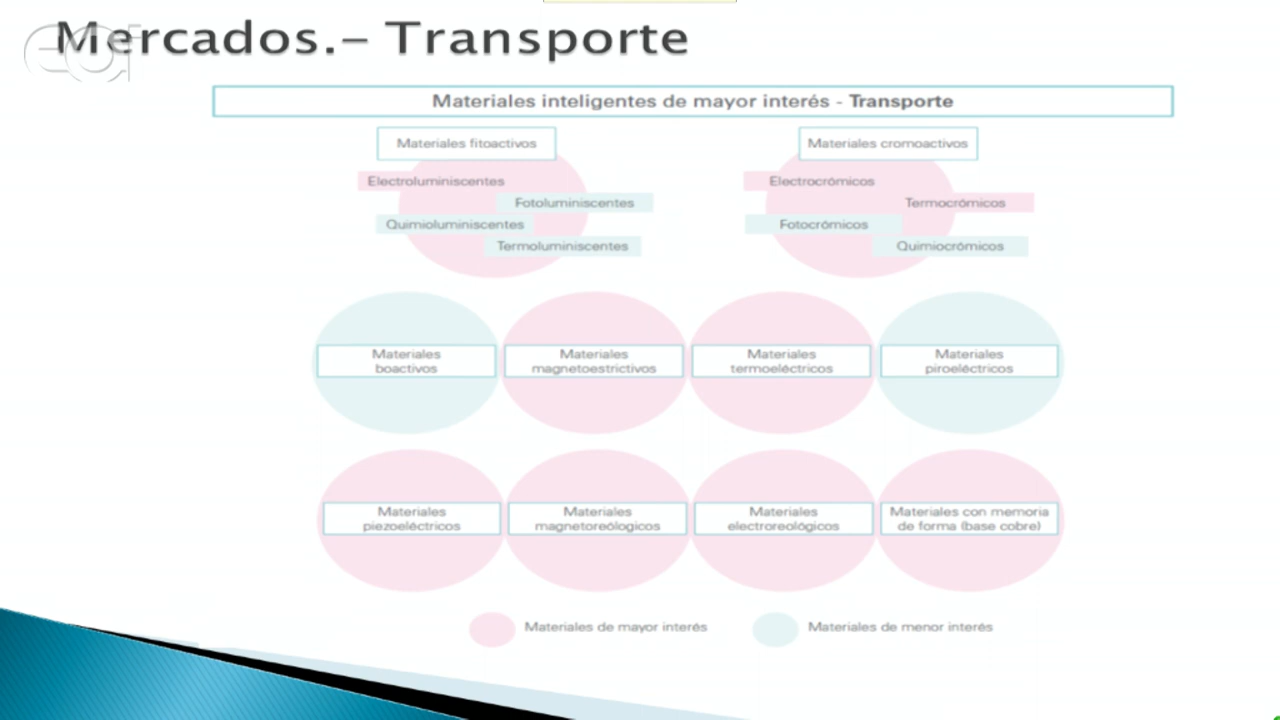 Mercados.– Transporte
eoi
Materiales inteligentes de mayor interés - Transporte
Materiales fitoactivos
Materiales cromoactivos
Electroluminiscentes
Electrocrómicos
Fotoluminiscentes
Termocrómicos
Quimioluminiscentes
Fotocrómicos
Termoluminiscentes
Quimiocrómicos
Materiales
boactivos
Materiales
magnetoestrictivos
Materiales
termoeléctricos
Materiales
piroeléctricos
Materiales
piezoeléctricos
Materiales
magnetoreólogicos
Materiales
electroreológicos
Materiales con memoria
de forma (base cobre)
Materiales de mayor interés
Materiales de menor interés